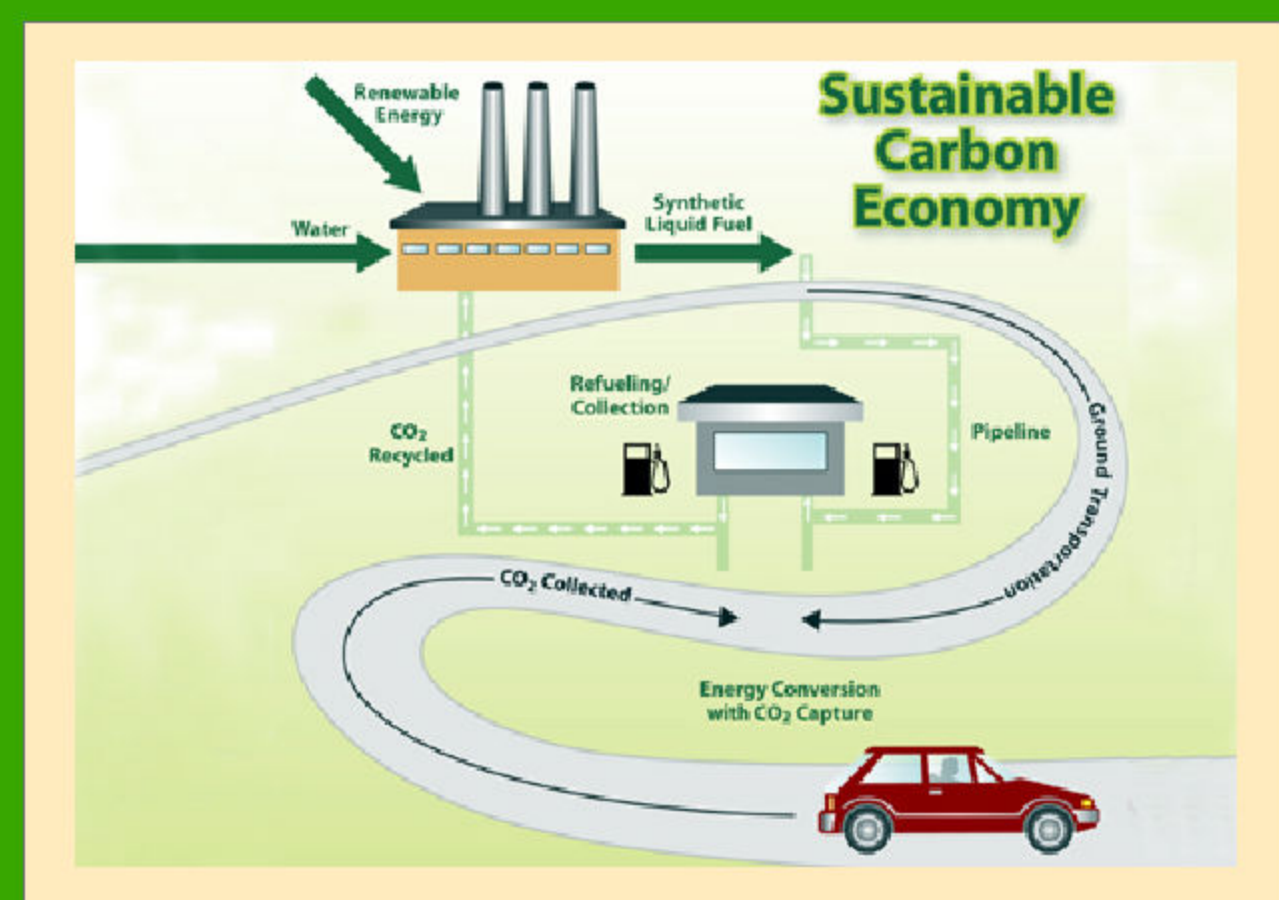 Sustainable
Carbon
Economy
Renewable
Energy
Water
Synthetic
Liquid Fuel
Refueling/
Collection
CO₂
Recycled
Pipeline
Ground Transportation
CO₂ Collected
Energy Conversion
with CO₂ Capture